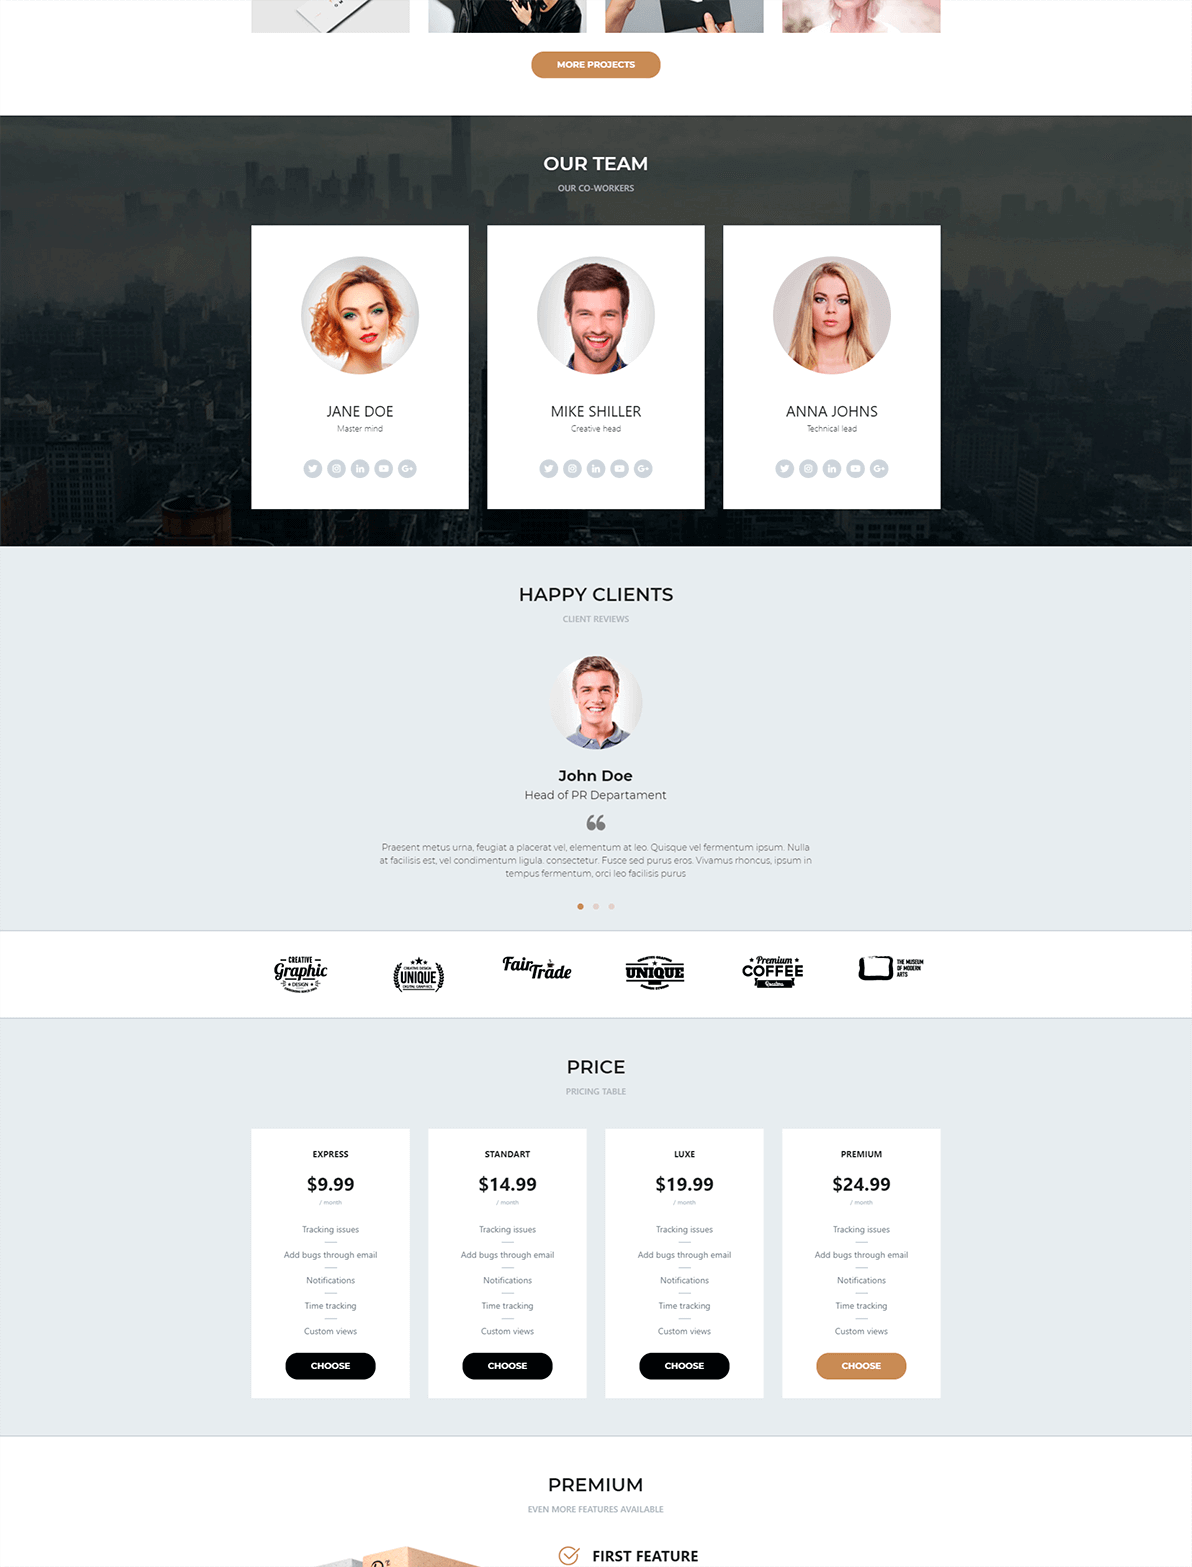 MORE PROJECTS
OUR TEAM
OUR CO-WORKERS
JANE DOE
Master mind
MIKE SHILLER
Creative head
ANNA JOHNS
Technical lead
HAPPY CLIENTS
CLIENT REVIEWS
John Doe
Head of PR Departament
Praesent metus urna, feugiat a placerat vel, elementum at leo. Quisque vel fermentum ipsum. Nulla
at facilisis est, vel condimentum ligula. consectetur. Fusce sed purus eros. Vivamus rhoncus, ipsum in
tempus fermentum, orci leo facilisis purus
CREATIVE
Graphic
DESIGN
CREATIVE DESIGN
UNIQUE
DIGITAL GRAPHICS
Fair Trade
UNIQUE
Premium
COFFEE
THE MUSEUM
OF MODERN
ARTS
PRICE
PRICING TABLE
EXPRESS
$9.99
/ month
Tracking issues
Add bugs through email
Notifications
Time tracking
Custom views
CHOOSE
STANDART
$14.99
/ month
Tracking issues
Add bugs through email
Notifications
Time tracking
Custom views
CHOOSE
LUXE
$19.99
/ month
Tracking issues
Add bugs through email
Notifications
Time tracking
Custom views
CHOOSE
PREMIUM
$24.99
/ month
Tracking issues
Add bugs through email
Notifications
Time tracking
Custom views
CHOOSE
PREMIUM
EVEN MORE FEATURES AVAILABLE
FIRST FEATURE